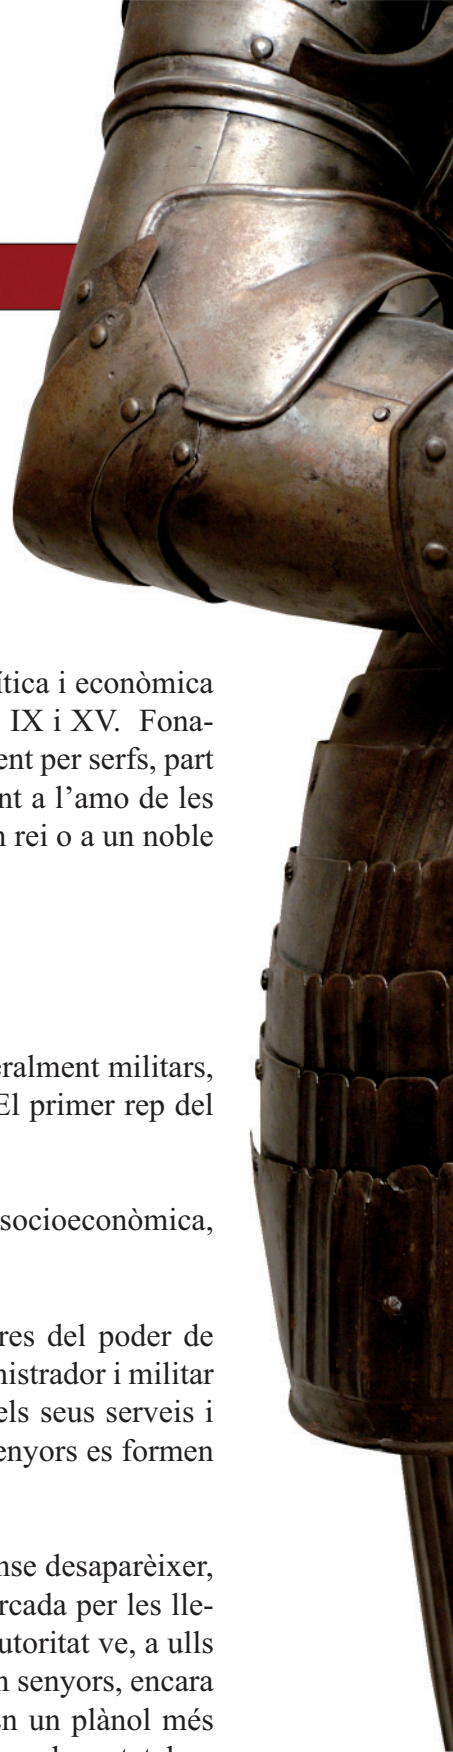 ítica i econòmica
IX i XV. Fona-
ent per serfs, part
nt a l’amo de les
n rei o a un noble
eralment militars,
El primer rep del
socioeconòmica,
res del poder de
nistrador i militar
els seus serveis i
enyors es formen
nse desaparèixer,
rcada per les lle-
utoritat ve, a ulls
n senyors, encara
En un plànol més